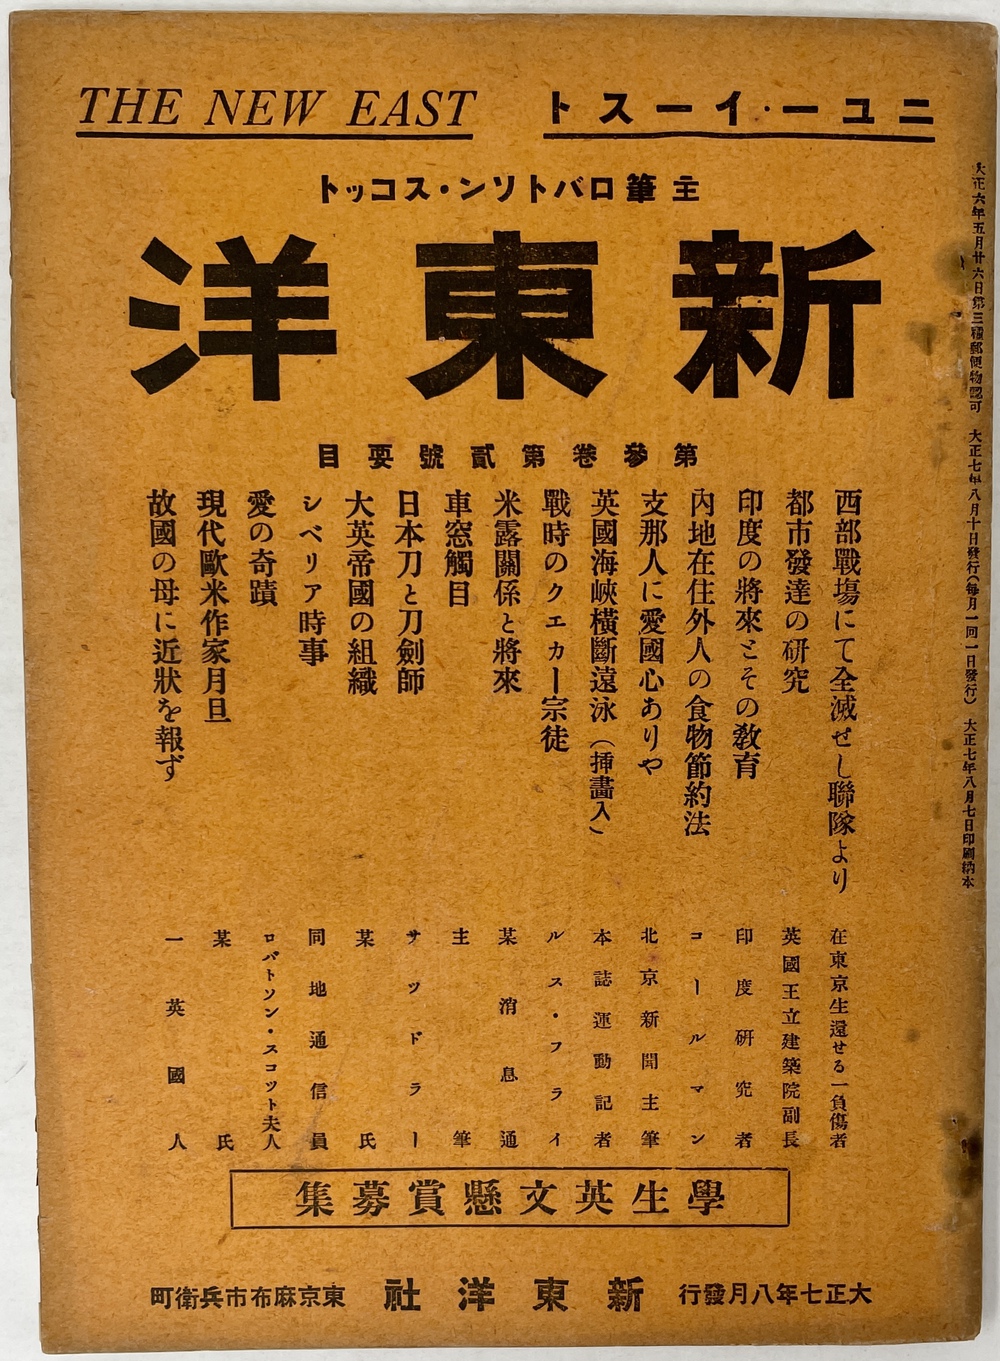 THE NEW EAST
ニユー・イースト
主筆ロバトソン・スコット
新東洋
第參巻第貳號要目
西部戰場にて全滅せし聯隊より
在東京生還せる一負傷者
都市發達の研究
英國王立建築院副長
印度の將來とその教育
印度研究者
内地在住外人の食物節約法
コールマン
支那人に愛國心ありや
北京新聞主筆
英國海峽横斷遠泳(挿畫入)
本誌運動記者
戰時のクエカー宗徒
ルス・フライ
米露關係と將來
某消息通
車窓觸目
主筆
日本刀と刀劍師
サツドラー
大英帝國の組織
某氏
シベリア時事
同地通信員
愛の奇蹟
ロバトソン・スコツト夫人
現代歐米作家月旦
某氏
故國の母に近狀を報ず
一英國人
學生英文懸賞募集
大正七年八月發行
新東洋社
東京麻布市兵衛町
大正六年五月廿六日第三種郵便物認可 大正七年八月十日發行(毎月一回一日發行) 大正七年八月七日印刷納本